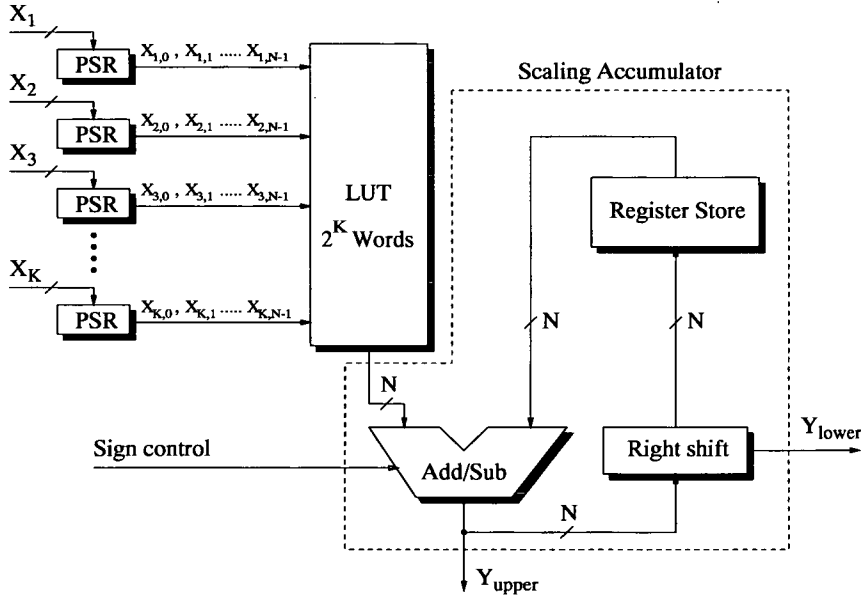 X1
PSR
X1,0 , X1,1 ..... X1,N-1
X2
PSR
X2,0 , X2,1 ..... X2,N-1
X3
PSR
X3,0 , X3,1 ..... X3,N-1
XK
PSR
XK,0 , XK,1 ..... XK,N-1
LUT
2^K Words
Scaling Accumulator
Register Store
N
N
N
Sign control
Add/Sub
Right shift
Ylower
N
Yupper